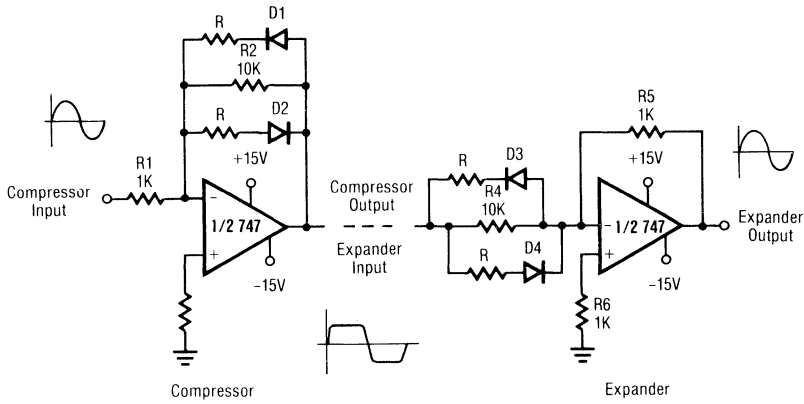 R
D1
R2
10K
R
D2
R1
1K
+15V
Compressor
Input
-
1/2 747
+
-15V
Compressor
Output
Expander
Input
R
D3
R4
10K
R
D4
R5
1K
+15V
-
1/2 747
+
-15V
Expander
Output
R6
1K
Compressor
Expander